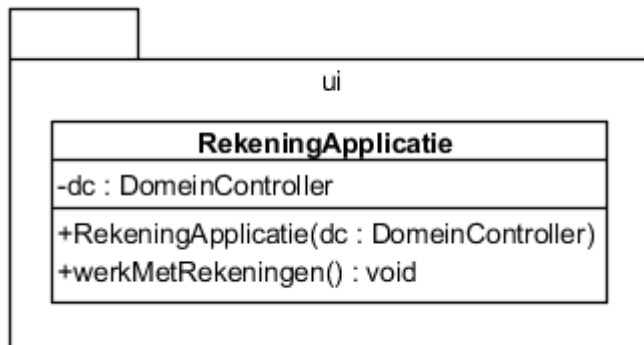 ui
RekeningApplicatie
-dc : DomeinController
+RekeningApplicatie(dc : DomeinController)
+werkMetRekeningen() : void